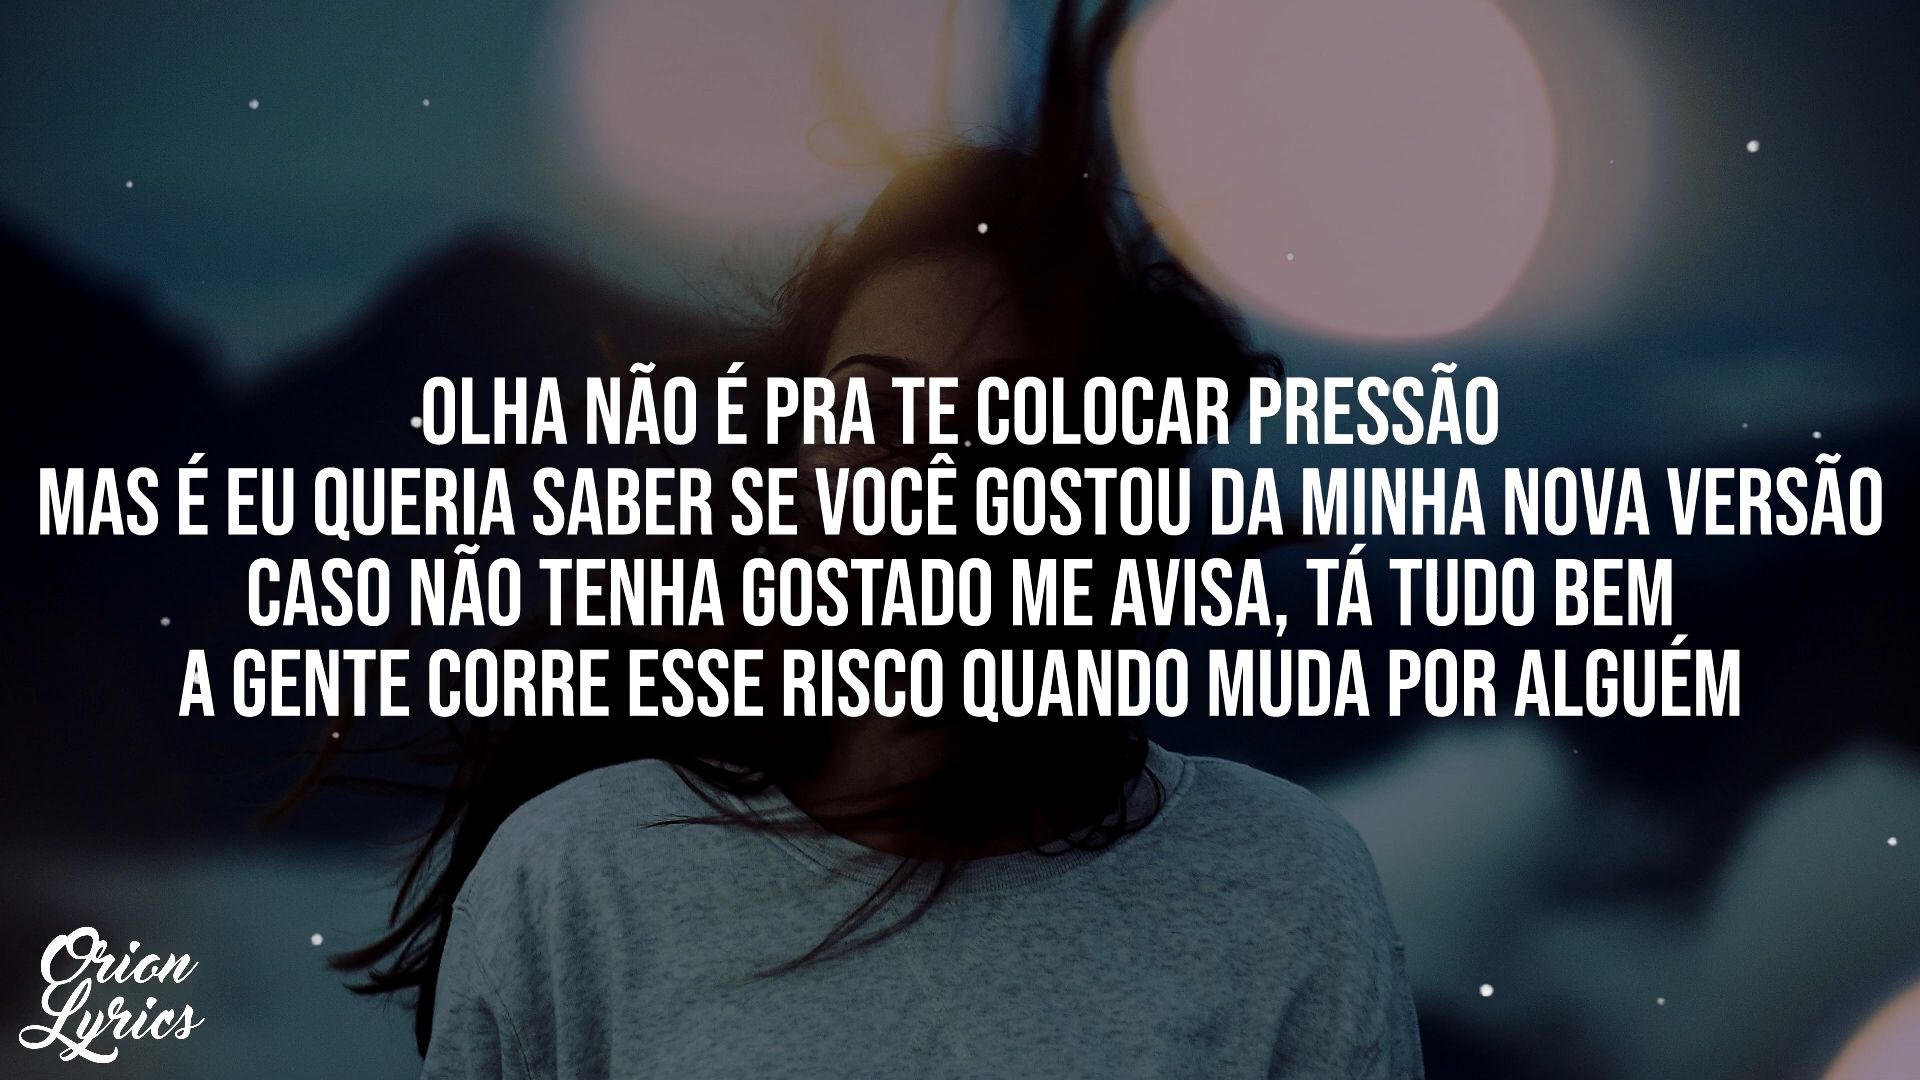 OLHA NÃO É PRA TE COLOCAR PRESSÃO
MAS É EU QUERIA SABER SE VOCÊ GOSTOU DA MINHA NOVA VERSÃO
CASO NÃO TENHA GOSTADO ME AVISA, TÁ TUDO BEM
A GENTE CORRE ESSE RISCO QUANDO MUDA POR ALGUÉM
Orion
Lyrics